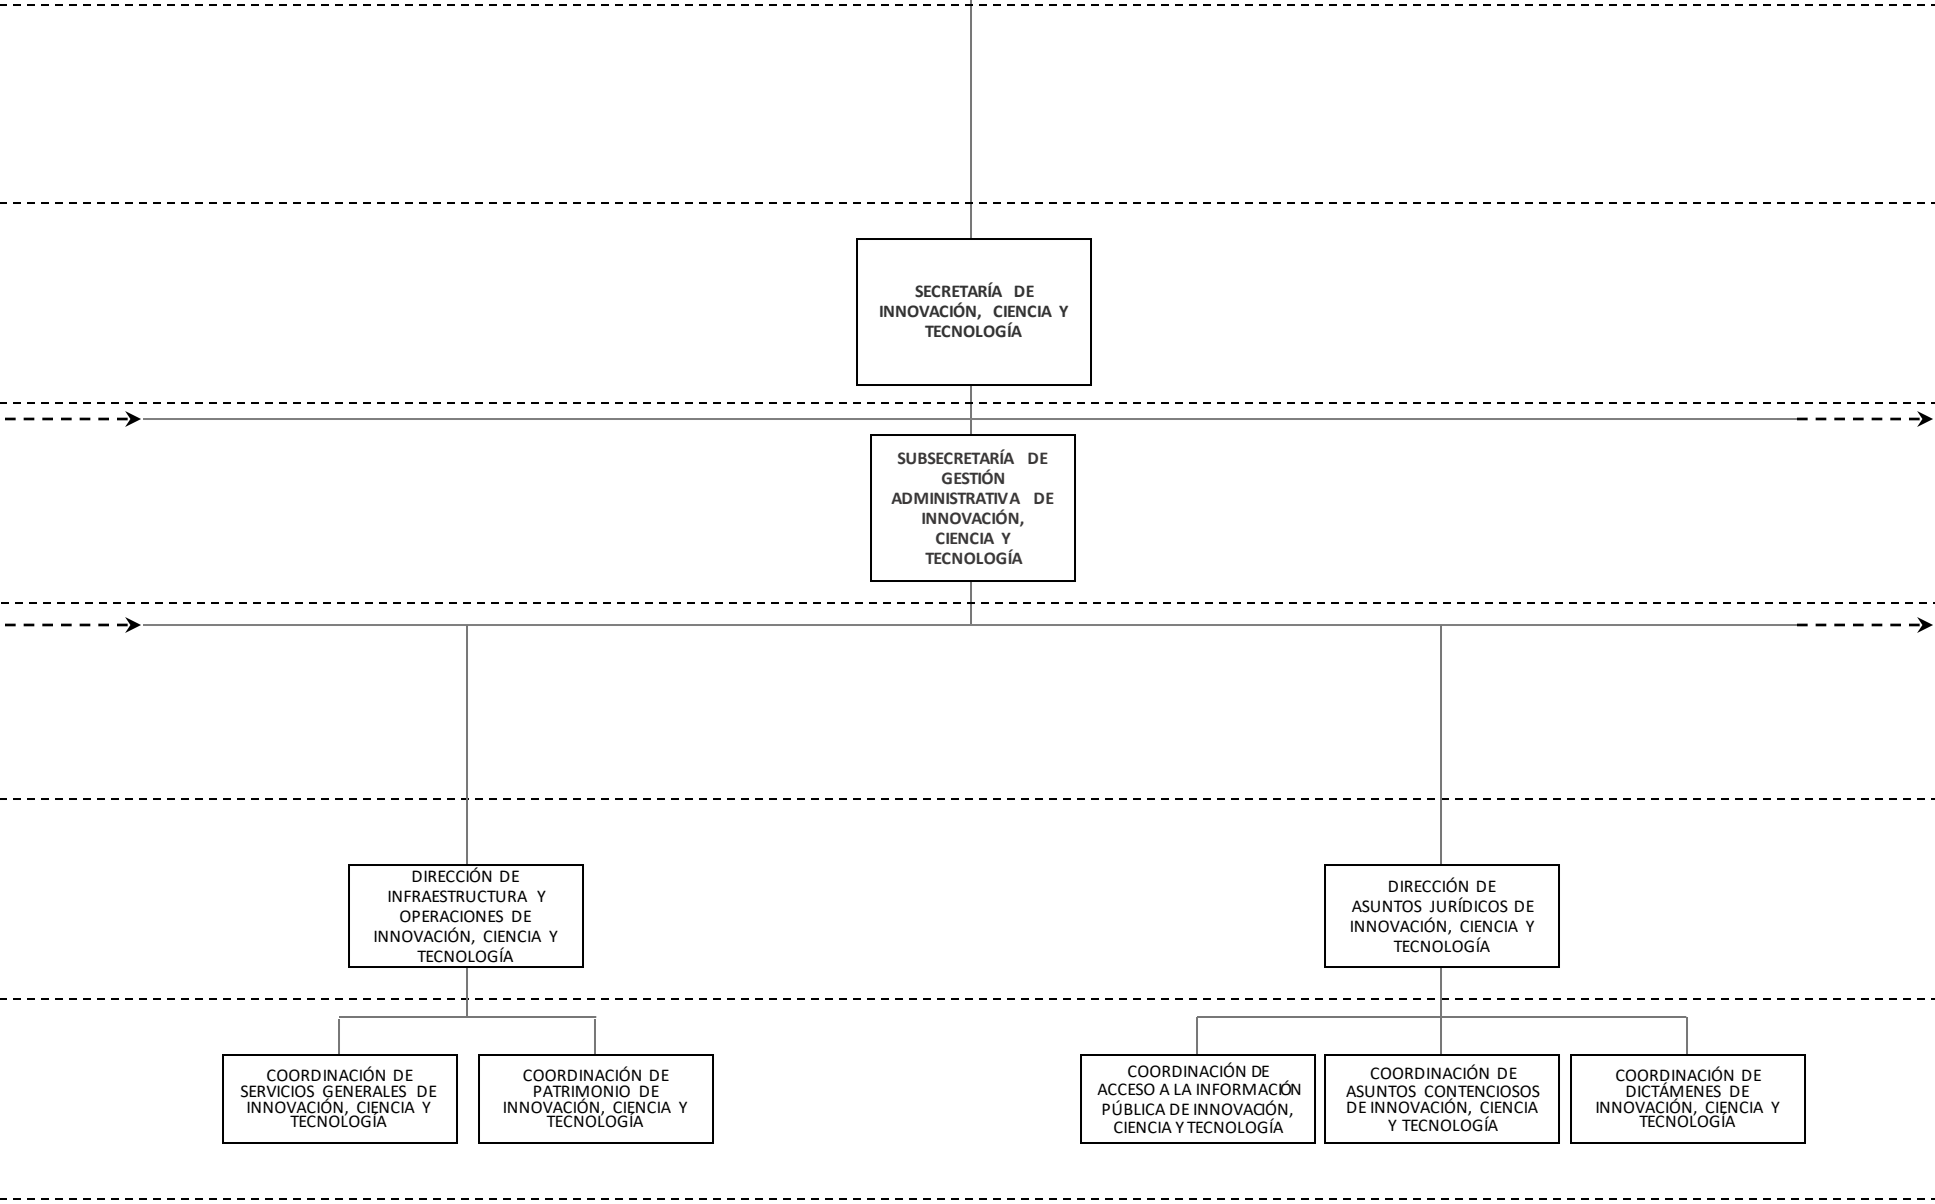 SECRETARÍA DE
INNOVACIÓN, CIENCIA Y
TECNOLOGÍA
SUBSECRETARÍA DE
GESTIÓN
ADMINISTRATIVA DE
INNOVACIÓN,
CIENCIA Y
TECNOLOGÍA
DIRECCIÓN DE
INFRAESTRUCTURA Y
OPERACIONES DE
INNOVACIÓN, CIENCIA Y
TECNOLOGÍA
DIRECCIÓN DE
ASUNTOS JURÍDICOS DE
INNOVACIÓN, CIENCIA Y
TECNOLOGÍA
COORDINACIÓN DE
SERVICIOS GENERALES DE
INNOVACIÓN, CIENCIA Y
TECNOLOGÍA
COORDINACIÓN DE
PATRIMONIO DE
INNOVACIÓN, CIENCIA Y
TECNOLOGÍA
COORDINACIÓN DE
ACCESO A LA INFORMACIÓN
PÚBLICA DE INNOVACIÓN,
CIENCIA Y TECNOLOGÍA
COORDINACIÓN DE
ASUNTOS CONTENCIOSOS
DE INNOVACIÓN, CIENCIA
Y TECNOLOGÍA
COORDINACIÓN DE
DICTÁMENES DE
INNOVACIÓN, CIENCIA Y
TECNOLOGÍA